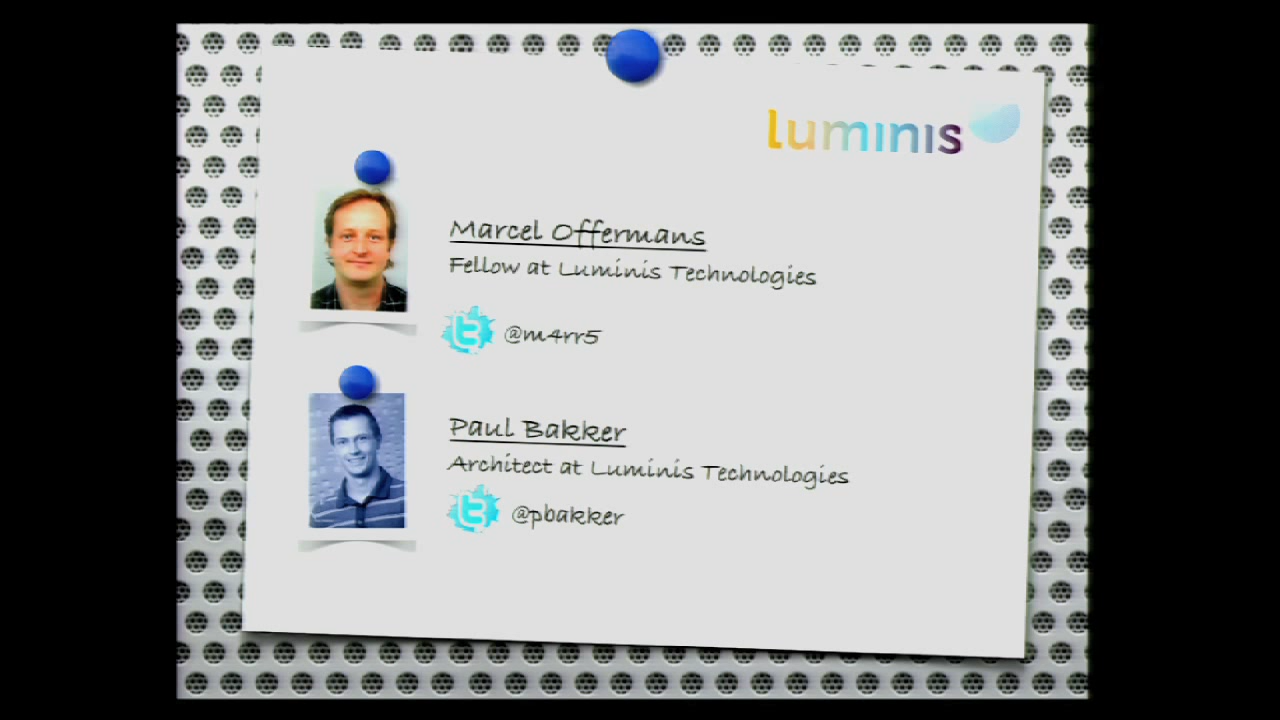 luminis
Marcel Offermans
Fellow at Luminis Technologies
@m4rr5
Paul Bakker
Architect at Luminis Technologies
@pbakker